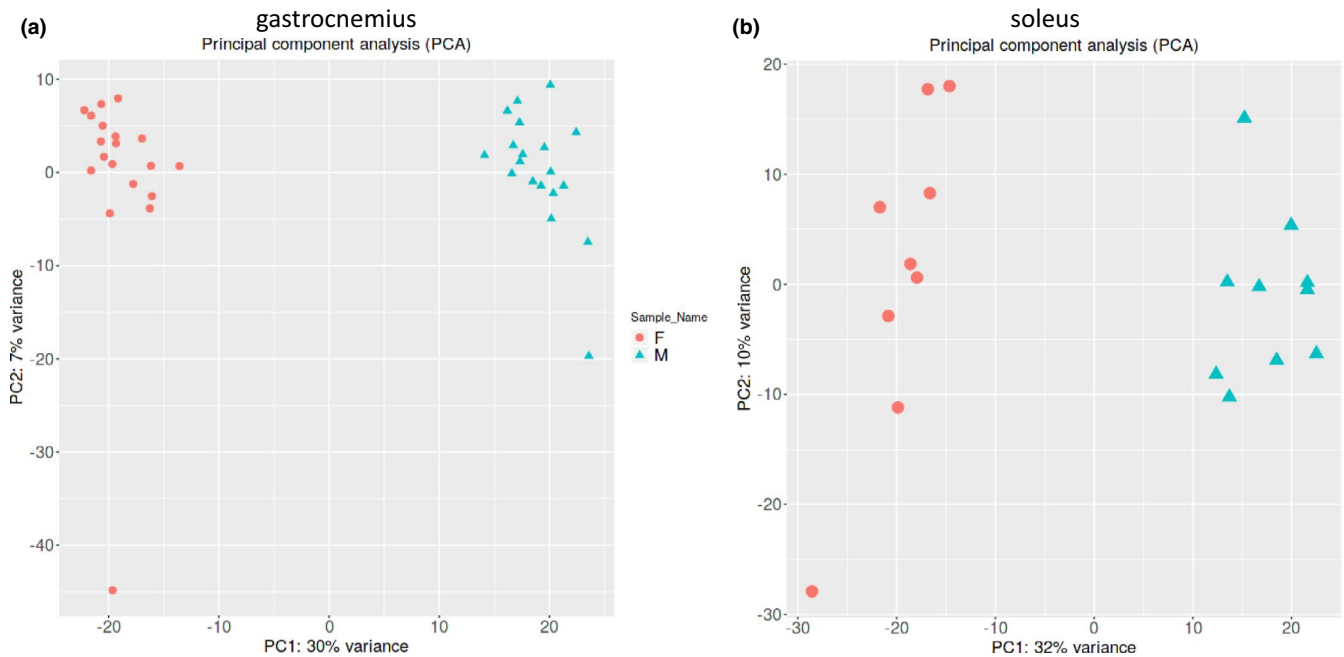 (a)
gastrocnemius
Principal component analysis (PCA)
10
0
-10
-20
-30
-40
PC2: 7% variance
-20
-10
0
10
20
PC1: 30% variance
Sample_Name
F
M
(b)
soleus
Principal component analysis (PCA)
20
10
0
-10
-20
-30
PC2: 10% variance
-30
-20
-10
0
10
20
PC1: 32% variance